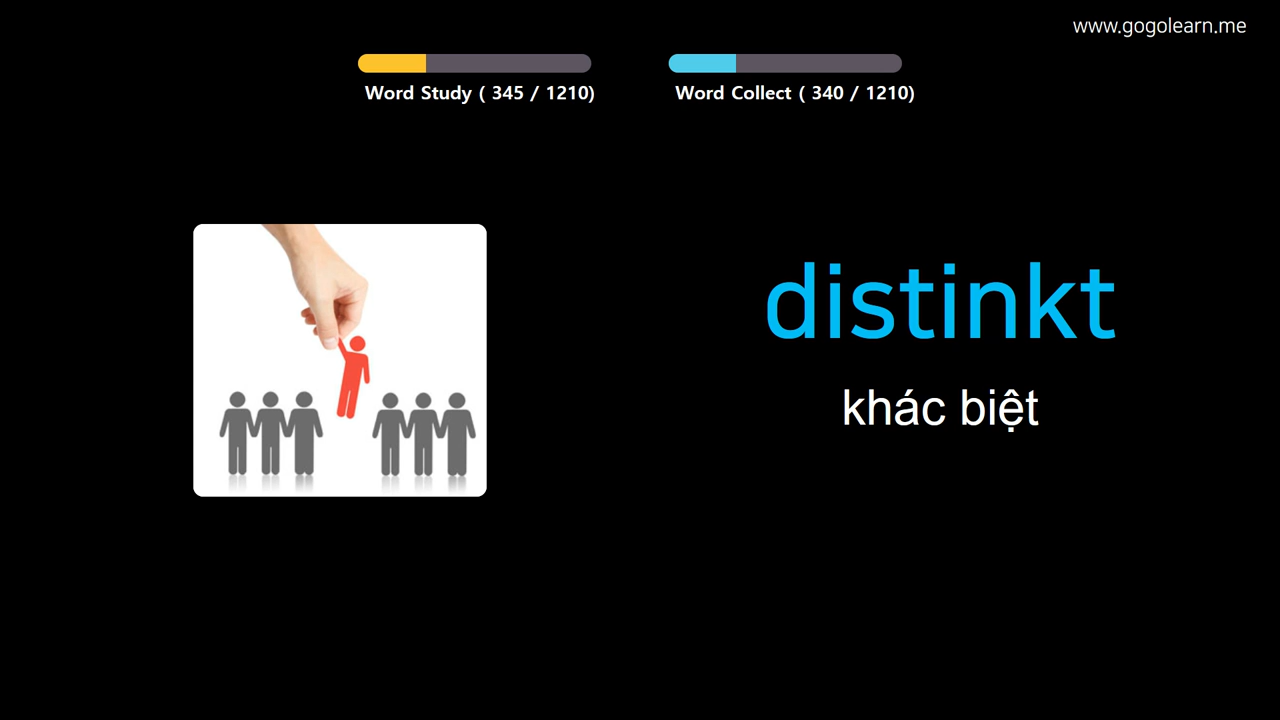 www.gogolearn.me
Word Study ( 345 / 1210)
Word Collect ( 340 / 1210)
distinkt
khác biệt